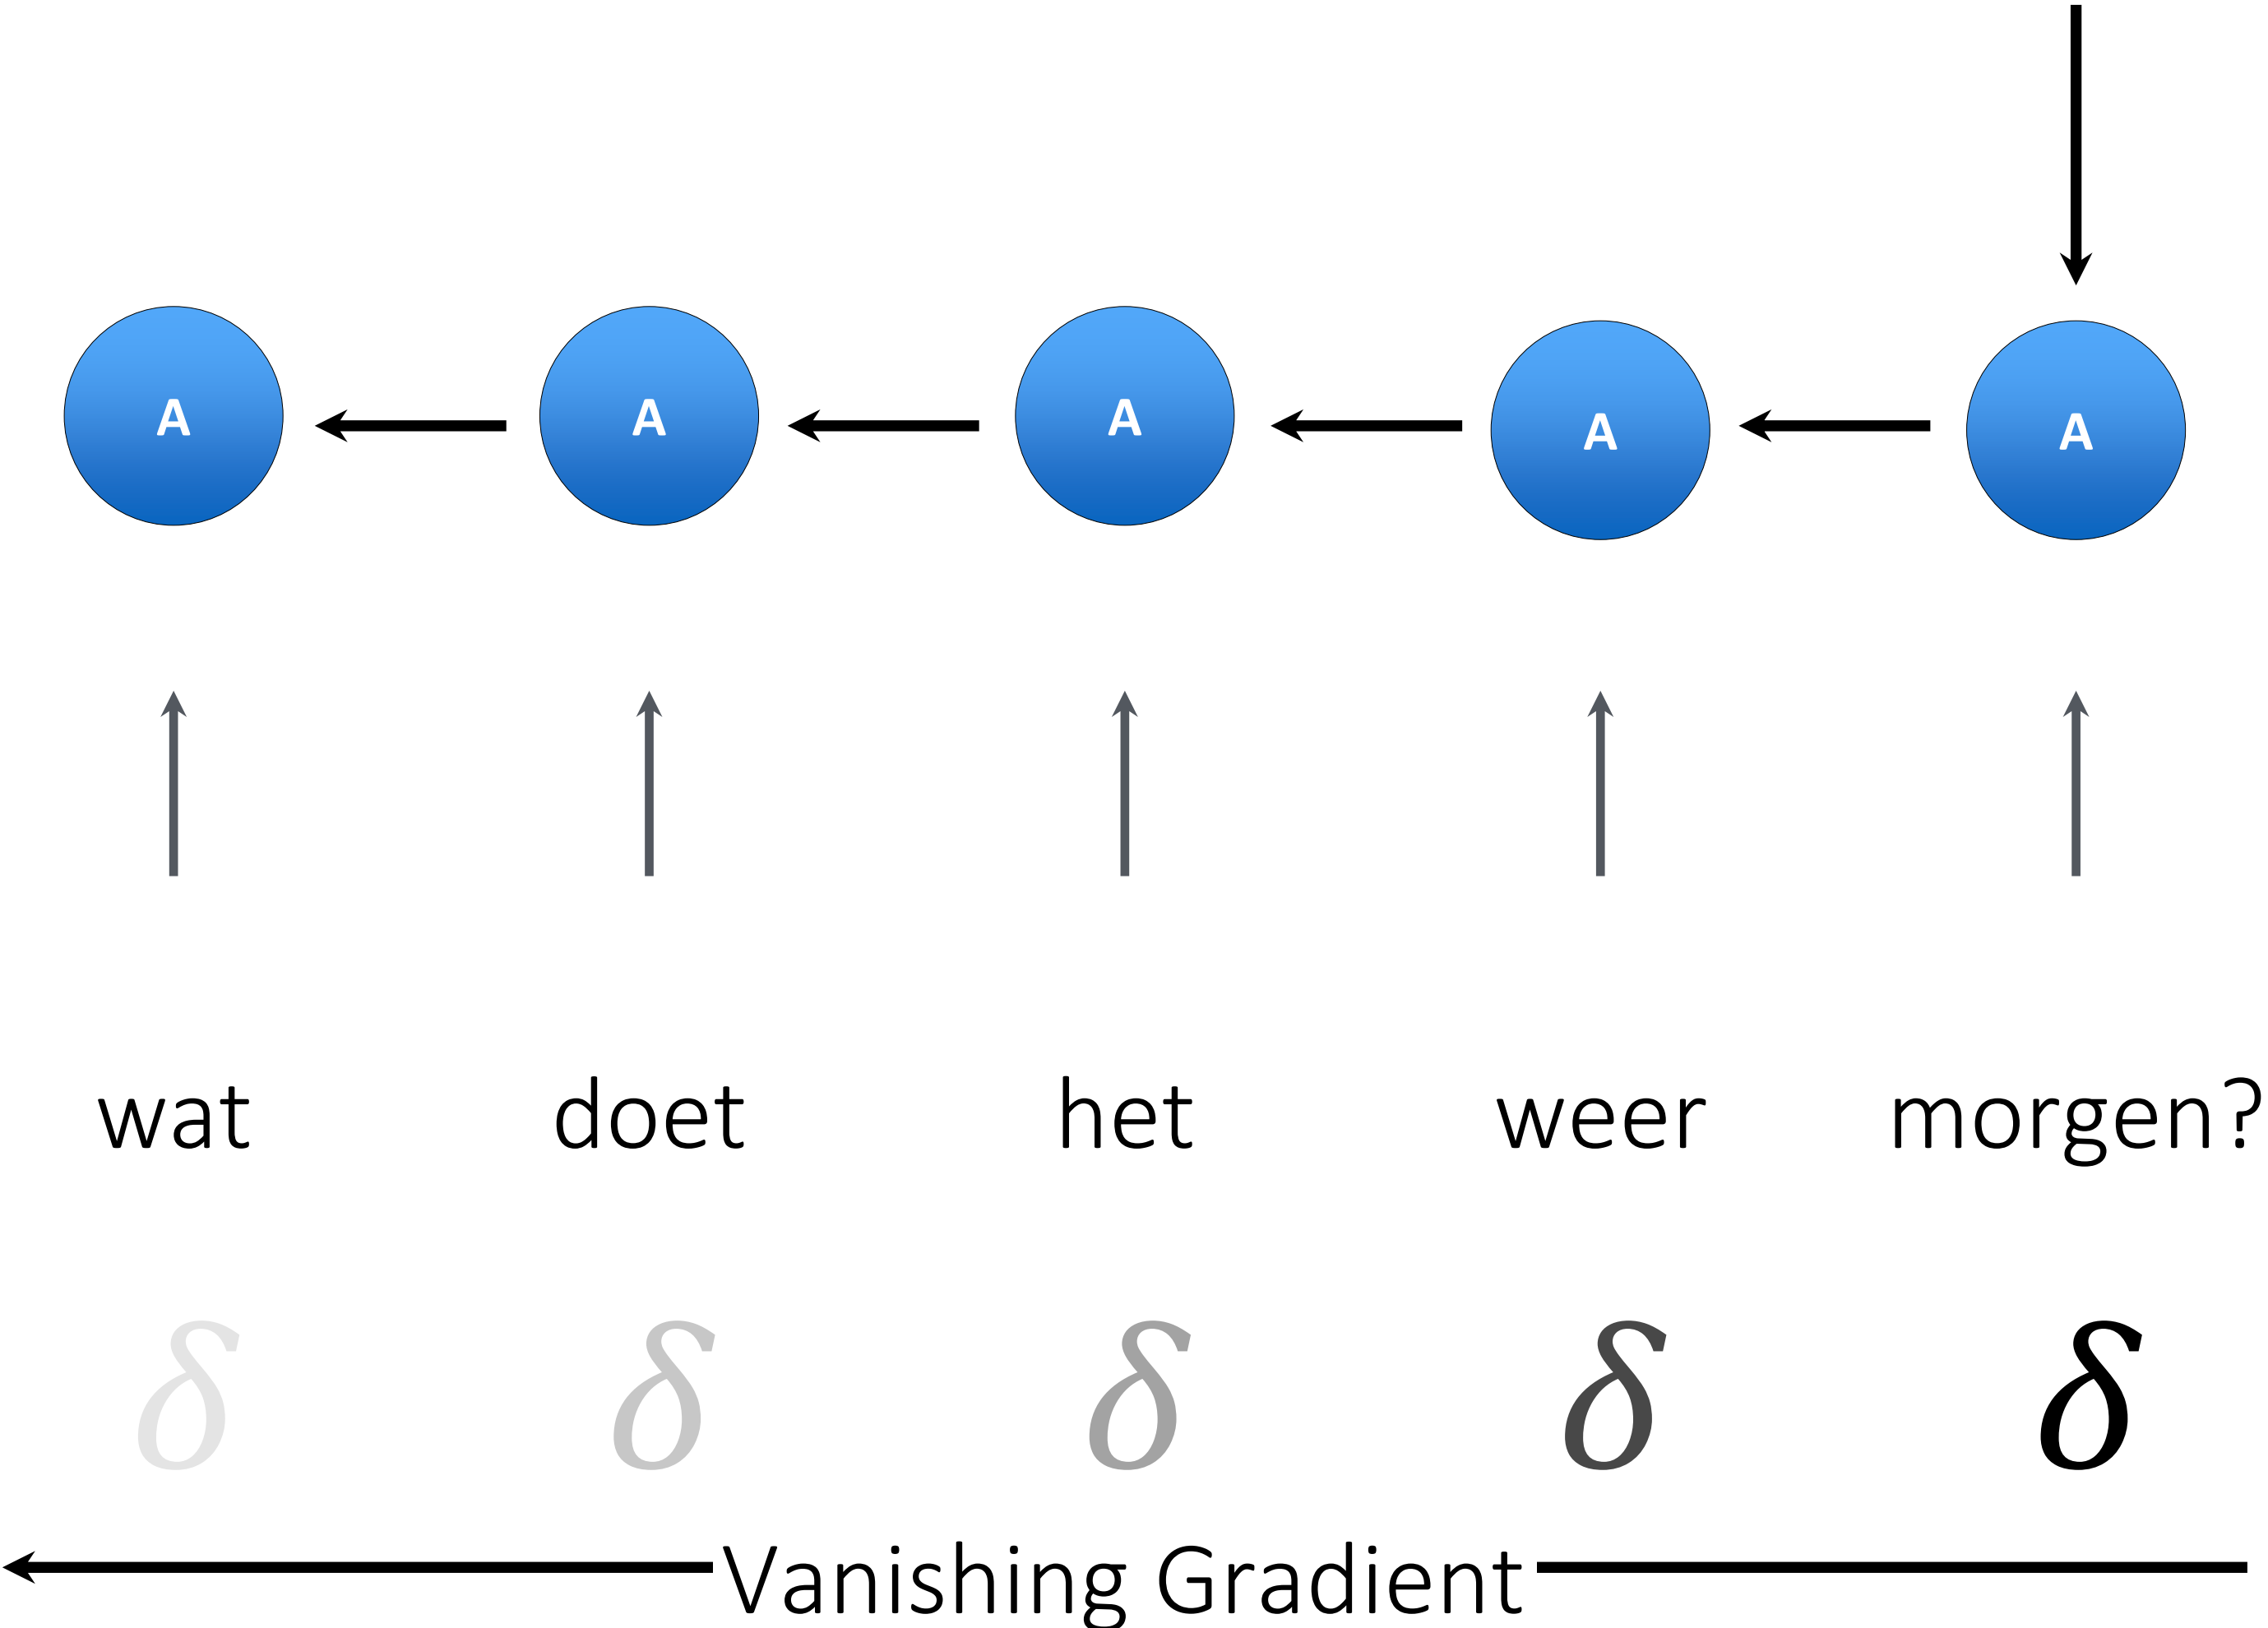 A A A A A
wat doet het weer morgen?
δ δ δ δ δ
Vanishing Gradient